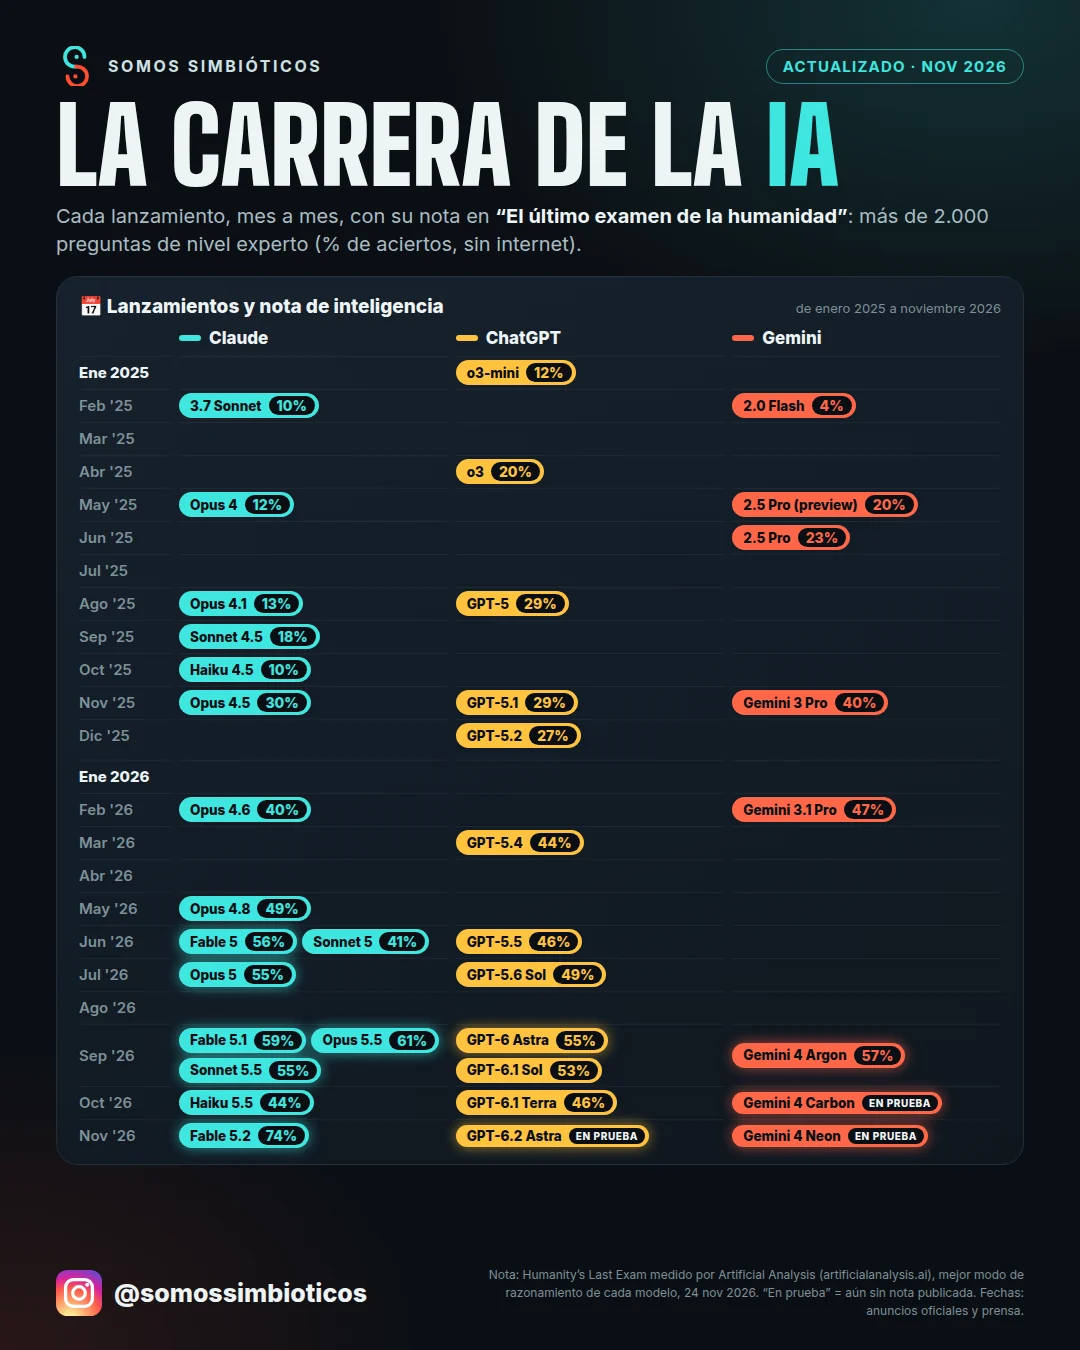 SOMOS SIMBIÓTICOS
ACTUALIZADO · NOV 2026
LA CARRERA DE LA IA
Cada lanzamiento, mes a mes, con su nota en “El último examen de la humanidad”: más de 2.000
preguntas de nivel experto (% de aciertos, sin internet).
📅 Lanzamientos y nota de inteligencia
de enero 2025 a noviembre 2026
Claude ChatGPT Gemini
Ene 2025 o3-mini 12%
Feb '25 3.7 Sonnet 10% 2.0 Flash 4%
Mar '25
Abr '25 o3 20%
May '25 Opus 4 12% 2.5 Pro (preview) 20%
Jun '25 2.5 Pro 23%
Jul '25
Ago '25 Opus 4.1 13% GPT-5 29%
Sep '25 Sonnet 4.5 18%
Oct '25 Haiku 4.5 10%
Nov '25 Opus 4.5 30% GPT-5.1 29% Gemini 3 Pro 40%
Dic '25 GPT-5.2 27%
Ene 2026
Feb '26 Opus 4.6 40% Gemini 3.1 Pro 47%
Mar '26 GPT-5.4 44%
Abr '26
May '26 Opus 4.8 49%
Jun '26 Fable 5 56% Sonnet 5 41% GPT-5.5 46%
Jul '26 Opus 5 55% GPT-5.6 Sol 49%
Ago '26
Sep '26 Fable 5.1 59% Opus 5.5 61% GPT-6 Astra 55% Gemini 4 Argon 57%
Sonnet 5.5 55% GPT-6.1 Sol 53%
Oct '26 Haiku 5.5 44% GPT-6.1 Terra 46% Gemini 4 Carbon EN PRUEBA
Nov '26 Fable 5.2 74% GPT-6.2 Astra EN PRUEBA Gemini 4 Neon EN PRUEBA
@somossimbioticos
Nota: Humanity’s Last Exam medido por Artificial Analysis (artificialanalysis.ai), mejor modo de
razonamiento de cada modelo, 24 nov 2026. “En prueba” = aún sin nota publicada. Fechas:
anuncios oficiales y prensa.